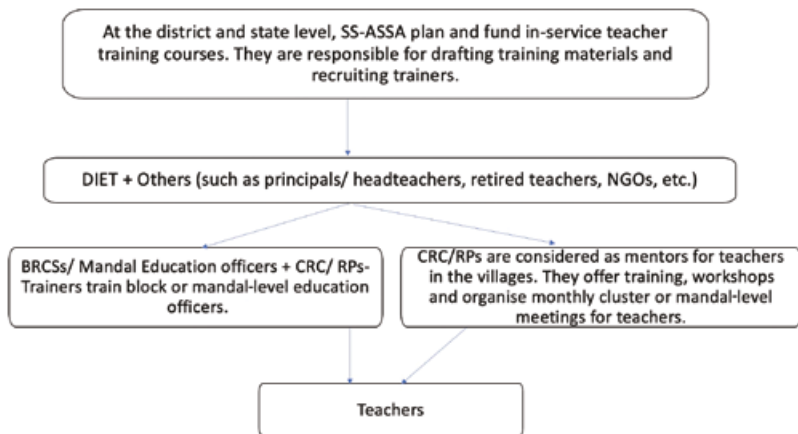 At the district and state level, SS-ASSA plan and fund in-service teacher
training courses. They are responsible for drafting training materials and
recruiting trainers.
DIET + Others (such as principals/ headteachers, retired teachers, NGOs, etc.)
BRCSs/ Mandal Education officers + CRC/ RPs-
Trainers train block or mandal-level education
officers.
CRC/RPs are considered as mentors for teachers
in the villages. They offer training, workshops
and organise monthly cluster or mandal-level
meetings for teachers.
Teachers